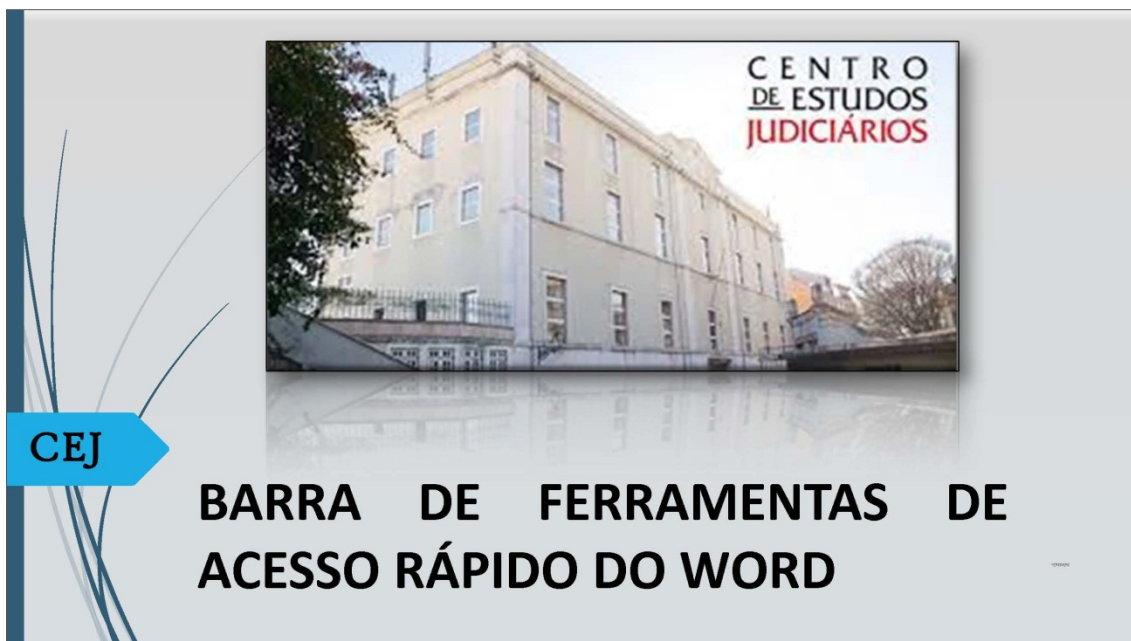 CENTRO
DE ESTUDOS
JUDICIÁRIOS
CEJ
BARRA DE FERRAMENTAS DE
ACESSO RÁPIDO DO WORD